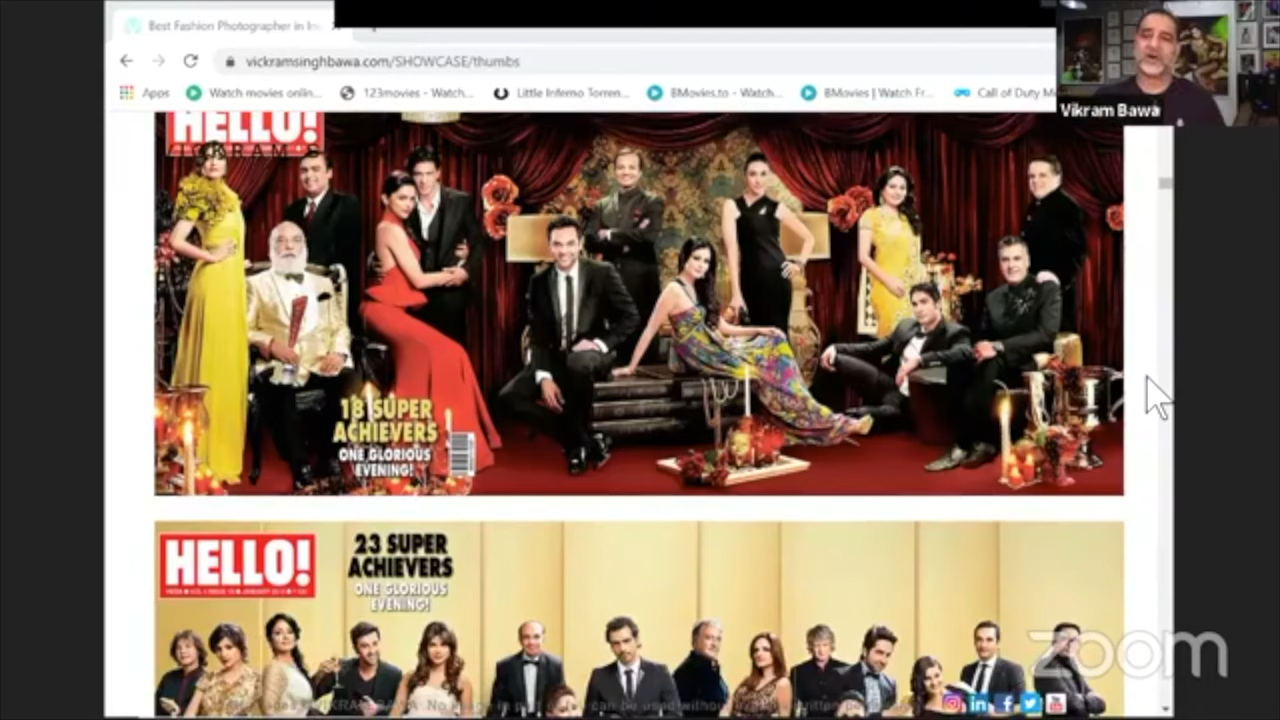 Best Fashion Photographer in In
vickramsinghbawa.com/SHOWCASE/thumbs
Apps
Watch movies onlin...
123movies - Watch...
Little Inferno Torren...
BMovies.to - Watch...
BMovies | Watch Fr...
Call of Duty M
Vikram Bawa
HELLO!
18 SUPER
ACHIEVERS
ONE GLORIOUS
EVENING!
HELLO!
23 SUPER
ACHIEVERS
ONE GLORIOUS
EVENING!
zoom